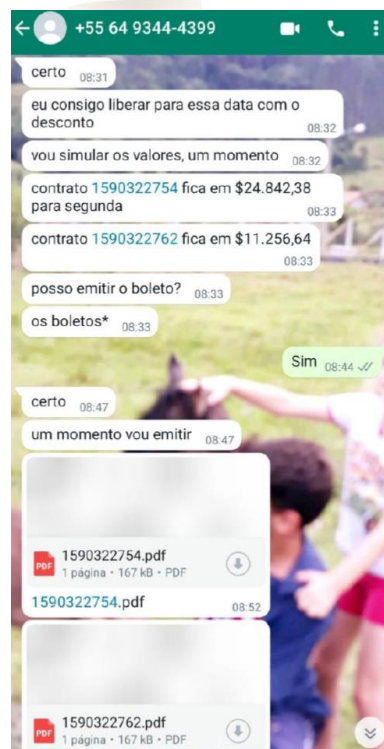 +55 64 9344-4399
certo 08:31
eu consigo liberar para essa data com o
desconto
08:32
vou simular os valores, um momento 08:32
contrato 1590322754 fica em $24.842,38
para segunda
08:33
contrato 1590322762 fica em $11.256,64
08:33
posso emitir o boleto? 08:33
os boletos* 08:33
Sim 08:44
certo 08:47
um momento vou emitir 08:47
PDF 1590322754.pdf
1 página • 167 kB • PDF
1590322754.pdf 08:52
PDF 1590322762.pdf
1 página • 167 kB • PDF